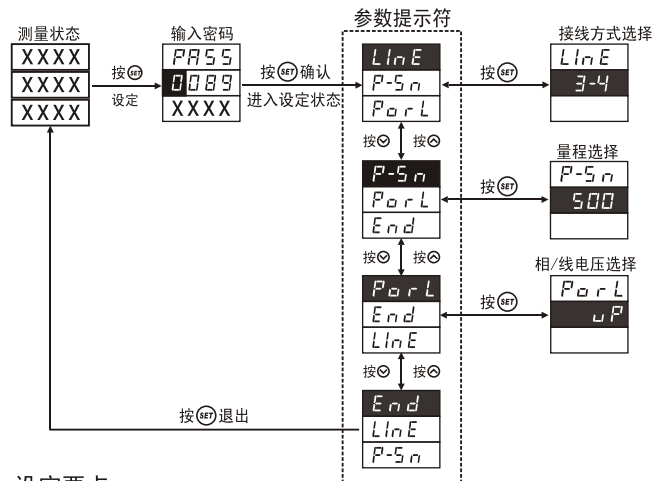 参数提示符
测量状态
输入密码
接线方式选择
XXXX
XXXX
XXXX
按SET
设定
PASS
0089
XXXX
按SET确认
进入设定状态
LInE
P-Sn
PorL
按SET
LInE
3-4
按 按
量程选择
P-Sn
PorL
End
按SET
P-Sn
500
按 按
相/线电压选择
PorL
End
LInE
按SET
PorL
uP
按 按
End
LInE
P-Sn
按SET退出